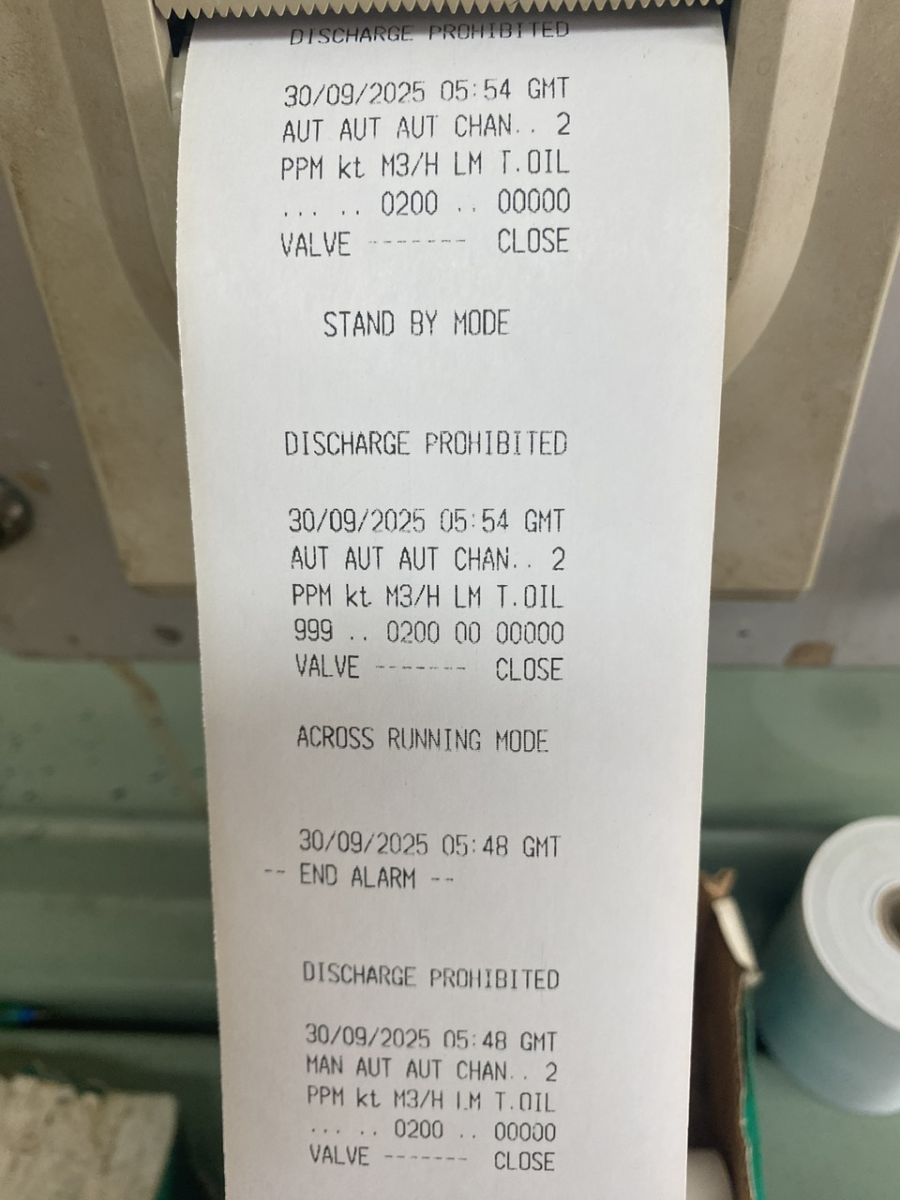 DISCHARGE PROHIBITED
30/09/2025 05:54 GMT
AUT AUT AUT CHAN.. 2
PPM kt M3/H LM T.OIL
... .. 0200 .. 00000
VALVE ------- CLOSE
STAND BY MODE
DISCHARGE PROHIBITED
30/09/2025 05:54 GMT
AUT AUT AUT CHAN.. 2
PPM kt M3/H LM T.OIL
999 .. 0200 00 00000
VALVE ------- CLOSE
ACROSS RUNNING MODE
30/09/2025 05:48 GMT
-- END ALARM --
DISCHARGE PROHIBITED
30/09/2025 05:48 GMT
MAN AUT AUT CHAN.. 2
PPM kt M3/H LM T.OIL
... .. 0200 .. 00000
VALVE ------- CLOSE